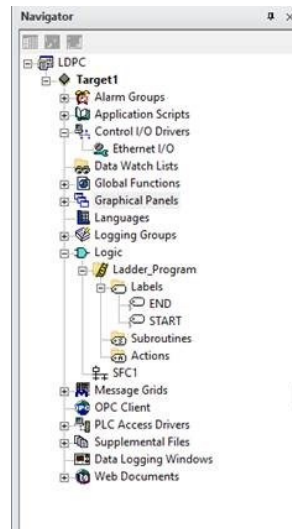 Navigator
LDPC
Target1
Alarm Groups
Application Scripts
Control I/O Drivers
Ethernet I/O
Data Watch Lists
Global Functions
Graphical Panels
Languages
Logging Groups
Logic
Ladder_Program
Labels
END
START
Subroutines
Actions
SFC1
Message Grids
OPC Client
PLC Access Drivers
Supplemental Files
Data Logging Windows
Web Documents